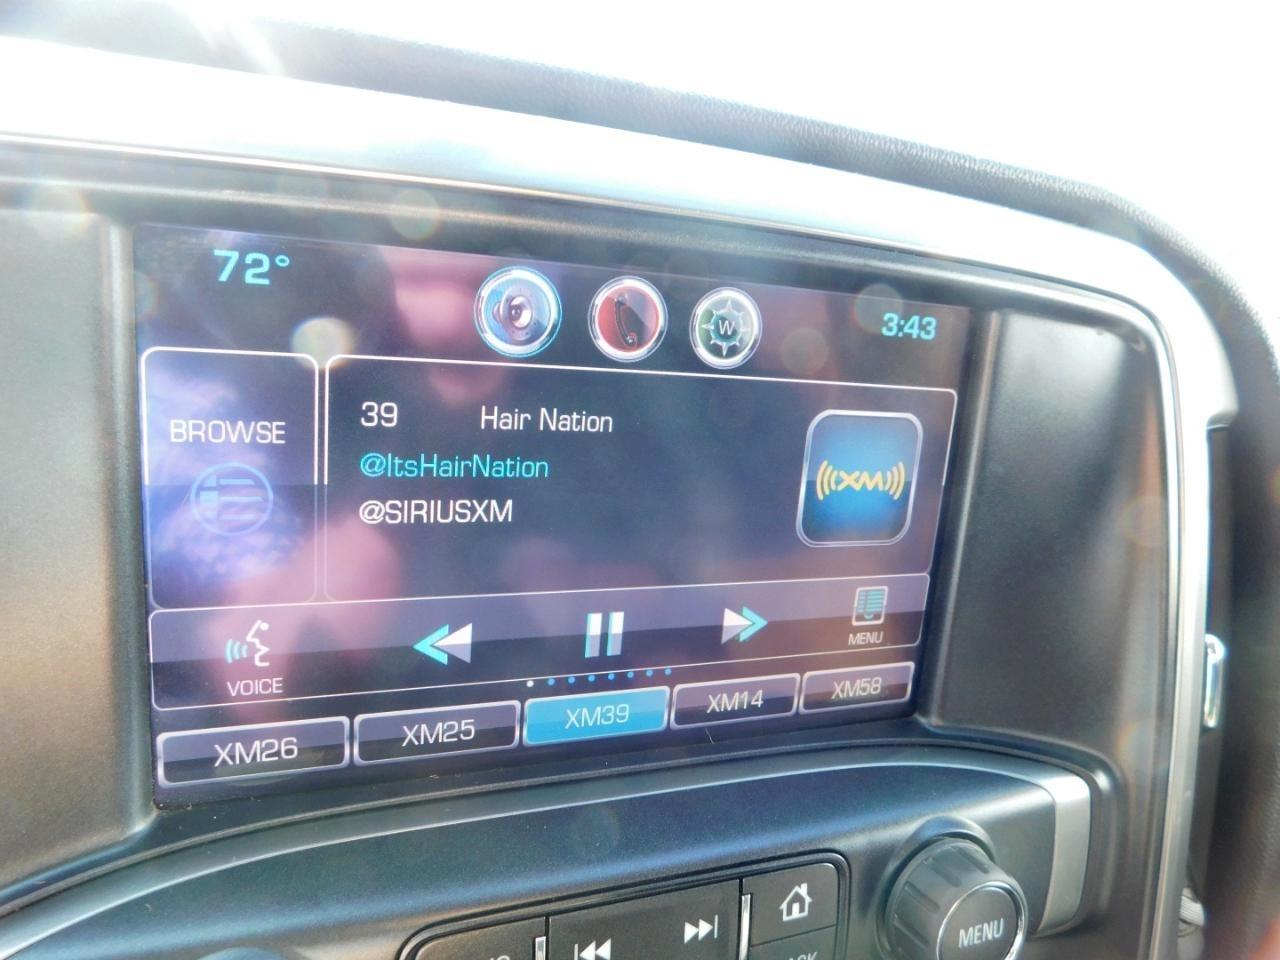 72°
W
3:43
BROWSE
39 Hair Nation
@ItsHairNation
@SIRIUSXM
XM
VOICE
MENU
XM26
XM25
XM39
XM14
XM58
MENU